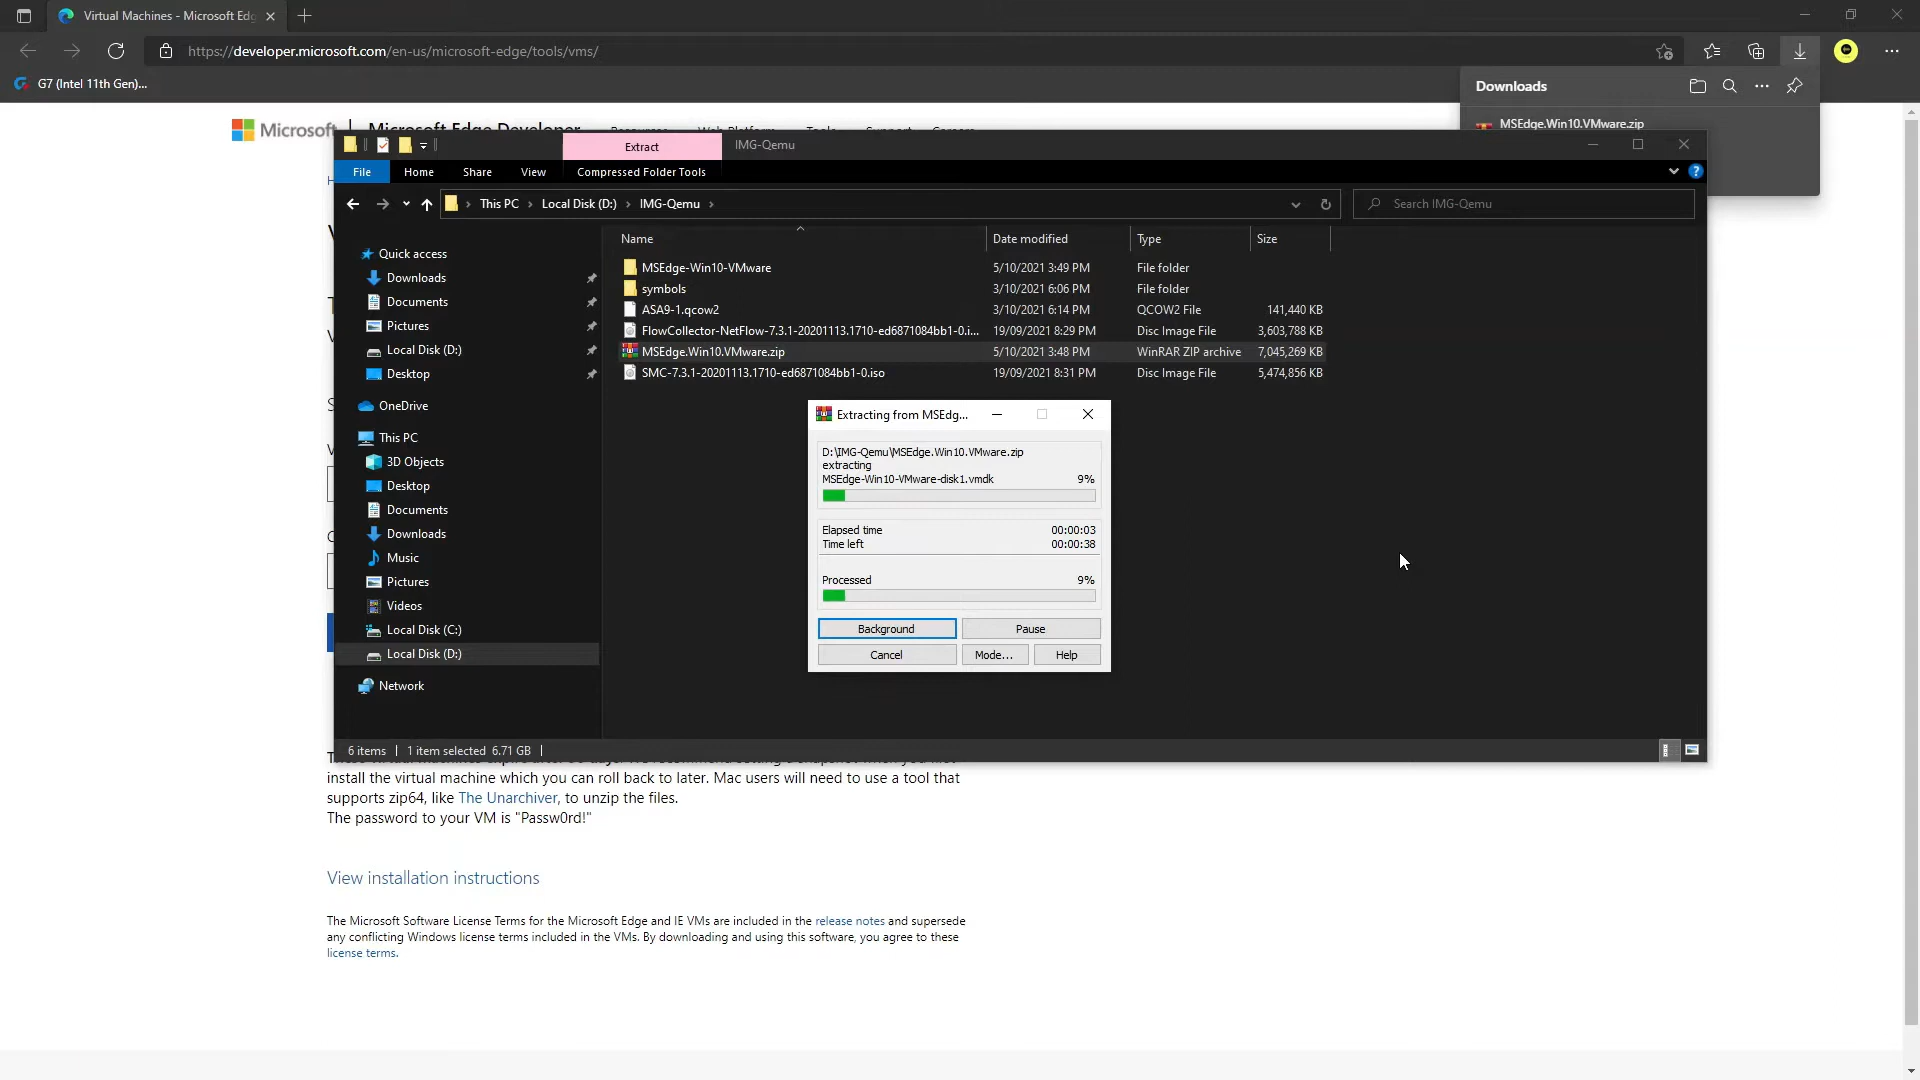 Virtual Machines - Microsoft Edg
https://developer.microsoft.com/en-us/microsoft-edge/tools/vms/
G7 (Intel 11th Gen)...
Downloads
MSEdge.Win10.VMware.zip
Microsoft
Microsoft Edge Developer Resources Web Platform Tools Support Careers
Extract
IMG-Qemu
File Home Share View Compressed Folder Tools
This PC Local Disk (D:) IMG-Qemu
Search IMG-Qemu
Name Date modified Type Size
Quick access
Downloads
Documents
Pictures
Local Disk (D:)
Desktop
OneDrive
This PC
3D Objects
Desktop
Documents
Downloads
Music
Pictures
Videos
Local Disk (C:)
Local Disk (D:)
Network
MSEdge-Win10-VMware 5/10/2021 3:49 PM File folder
symbols 3/10/2021 6:06 PM File folder
ASA9-1.qcow2 3/10/2021 6:14 PM QCOW2 File 141,440 KB
FlowCollector-NetFlow-7.3.1-20201113.1710-ed6871084bb1-0.i... 19/09/2021 8:29 PM Disc Image File 3,603,788 KB
MSEdge.Win10.VMware.zip 5/10/2021 3:48 PM WinRAR ZIP archive 7,045,269 KB
SMC-7.3.1-20201113.1710-ed6871084bb1-0.iso 19/09/2021 8:31 PM Disc Image File 5,474,856 KB
Extracting from MSEdg...
D:\IMG-Qemu\MSEdge.Win10.VMware.zip
extracting
MSEdge-Win10-VMware-disk1.vmdk 9%
Elapsed time 00:00:03
Time left 00:00:38
Processed 9%
Background Pause
Cancel Mode... Help
6 items 1 item selected 6.71 GB
install the virtual machine which you can roll back to later. Mac users will need to use a tool that
supports zip64, like The Unarchiver, to unzip the files.
The password to your VM is "Passw0rd!"
View installation instructions
The Microsoft Software License Terms for the Microsoft Edge and IE VMs are included in the release notes and supersede
any conflicting Windows license terms included in the VMs. By downloading and using this software, you agree to these
license terms.